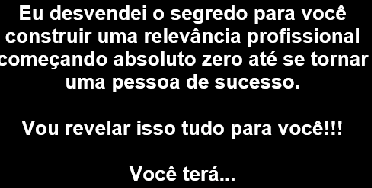 Eu desvendei o segredo para você
construir uma relevância profissional
começando absoluto zero até se tornar
uma pessoa de sucesso.
Vou revelar isso tudo para você!!!
Você terá...